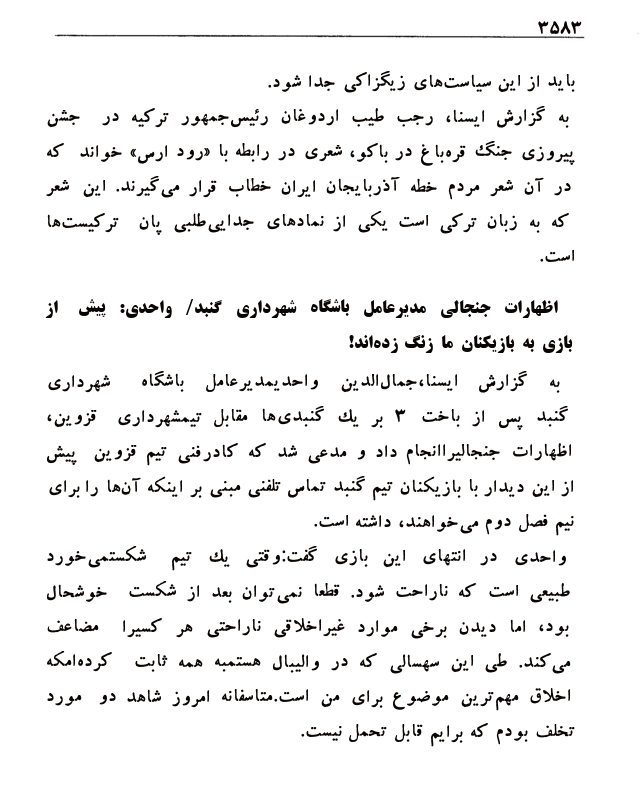 ۳۵۸۳
باید از این سیاست‌های زیگزاکی جدا شود.
به گزارش ایسنا، رجب طیب اردوغان رئیس‌جمهور ترکیه در جشن
پیروزی جنگ قره‌باغ در باکو، شعری در رابطه با «رود ارس» خواند که
در آن شعر مردم خطه آذربایجان ایران خطاب قرار می‌گیرند. این شعر
که به زبان ترکی است یکی از نمادهای جدایی‌طلبی پان ترکیست‌ها
است.
اظهارات جنجالی مدیرعامل باشگاه شهرداری گنبد/ واحدی: پیش از
بازی به بازیکنان ما زنگ زده‌اند!
به گزارش ایسنا،جمال‌الدین واحدیمدیرعامل باشگاه شهرداری
گنبد پس از باخت ۳ بر یك گنبدی‌ها مقابل تیمشهرداری قزوین،
اظهارات جنجالیراانجام داد و مدعی شد که کادرفنی تیم قزوین پیش
از این دیدار با بازیکنان تیم گنبد تماس تلفنی مبنی بر اینکه آن‌ها را برای
نیم فصل دوم می‌خواهند، داشته است.
واحدی در انتهای این بازی گفت:وقتی یك تیم شکستمی‌خورد
طبیعی است که ناراحت شود. قطعا نمی‌توان بعد از شکست خوشحال
بود، اما دیدن برخی موارد غیراخلاقی ناراحتی هر کسیرا مضاعف
می‌کند. طی این سهسالی که در والیبال هستمبه همه ثابت کرده‌امکه
اخلاق مهم‌ترین موضوع برای من است.متاسفانه امروز شاهد دو مورد
تخلف بودم که برایم قابل تحمل نیست.